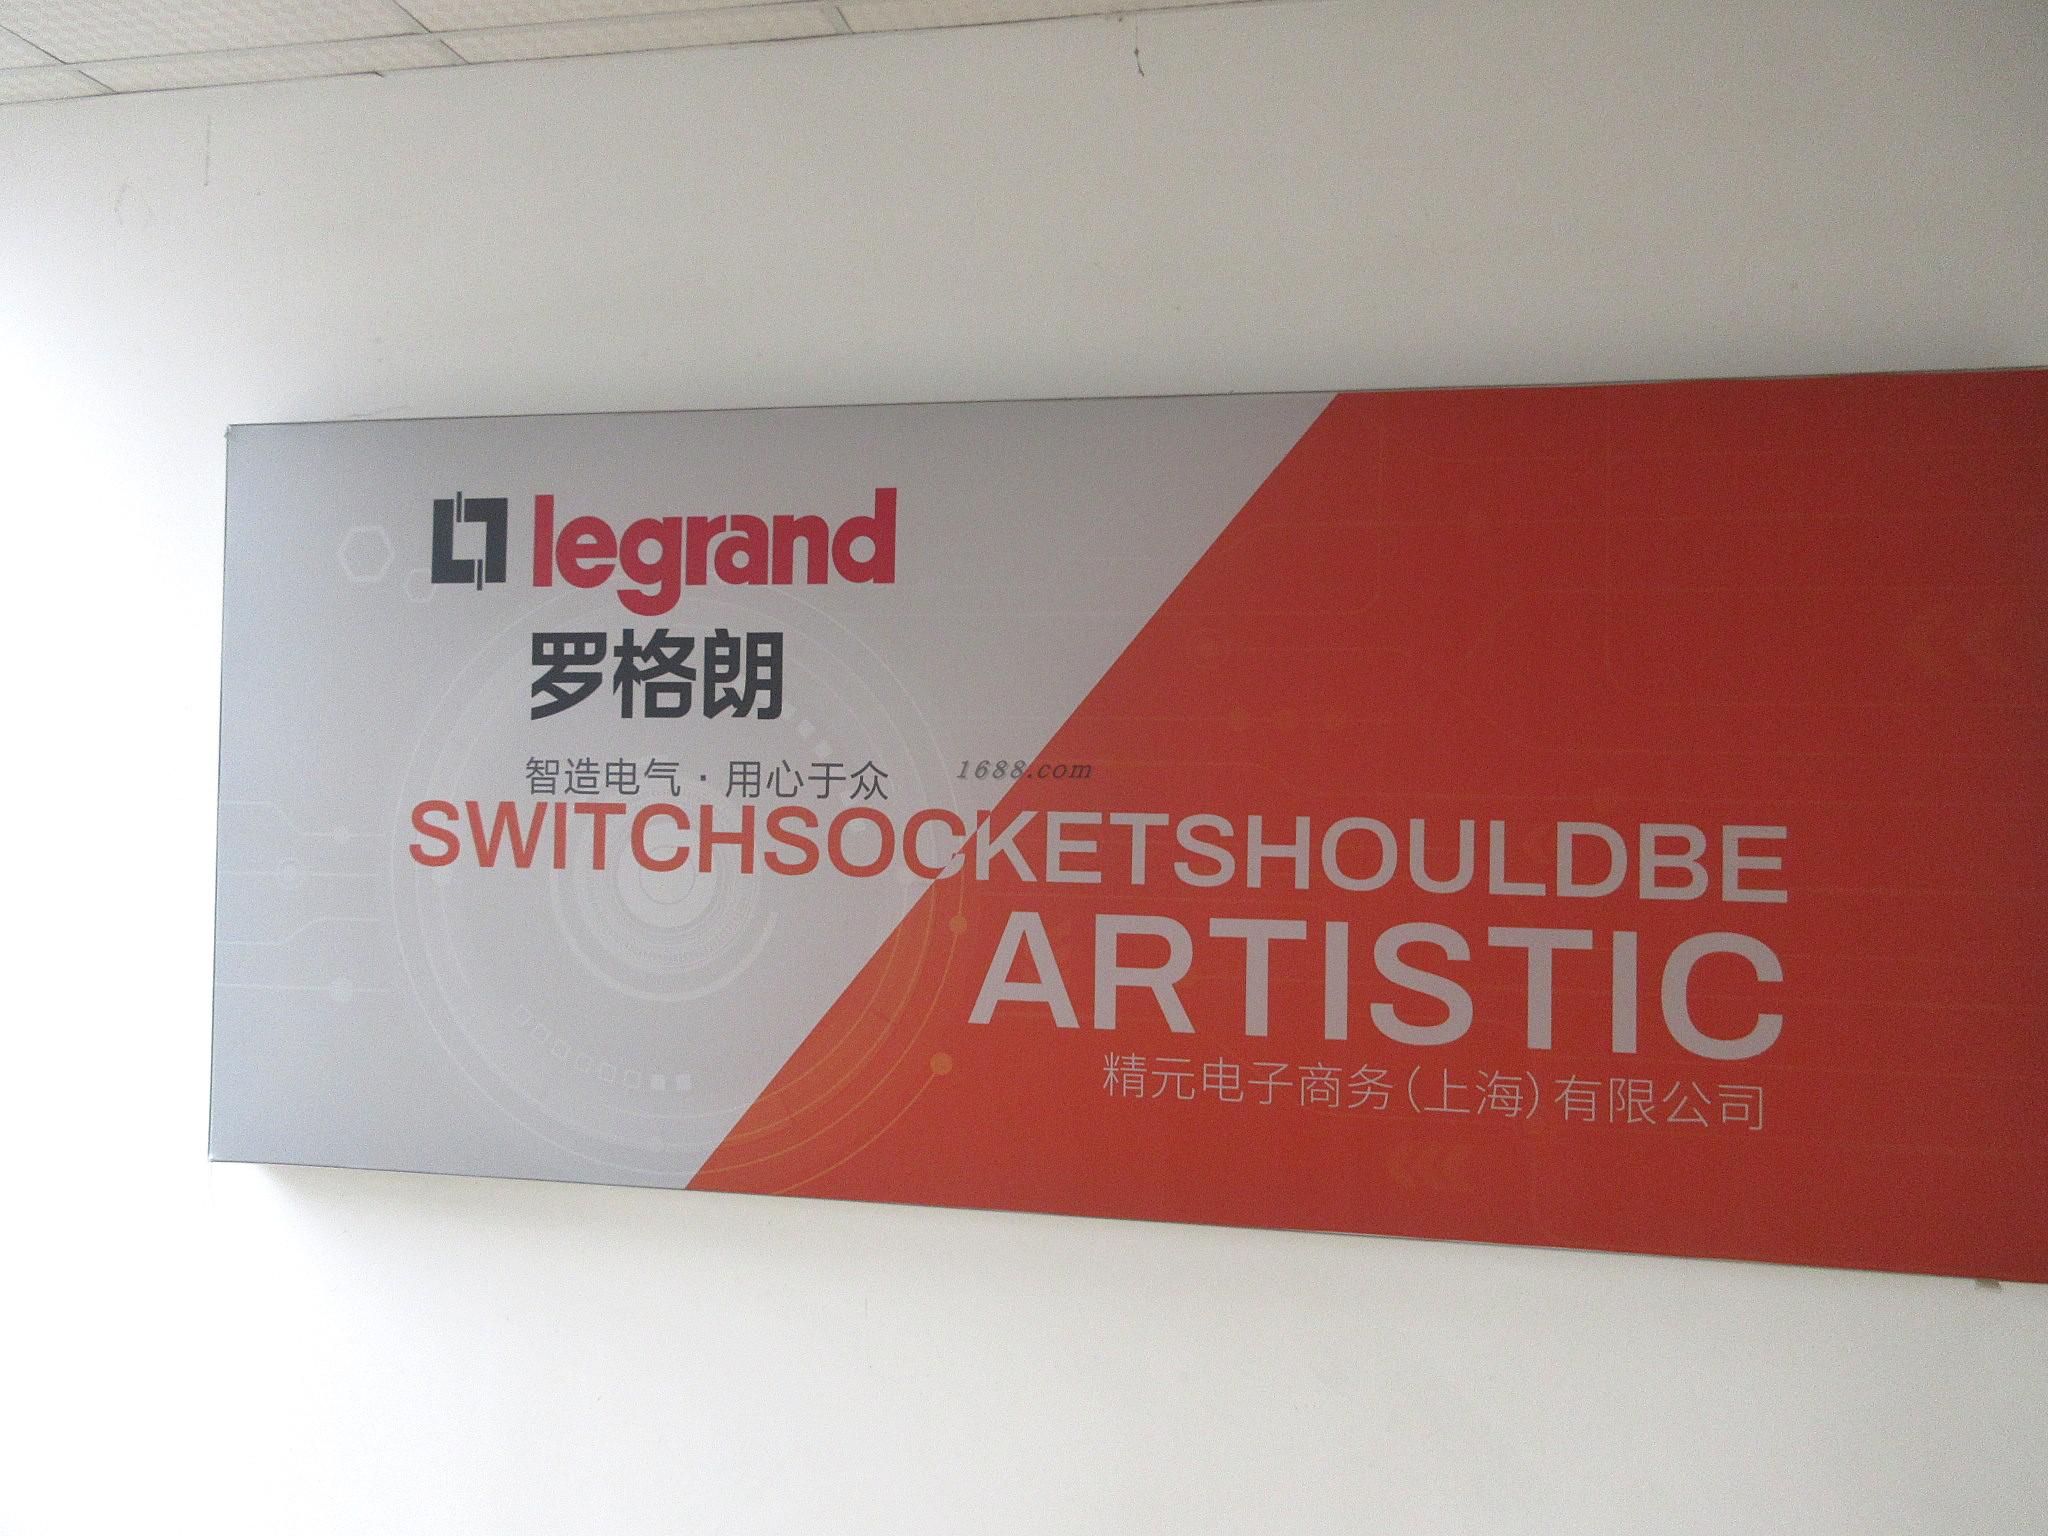 legrand
罗格朗
智造电气·用心于众
1688.com
SWITCHSOCKETSHOULDBE
ARTISTIC
精元电子商务(上海)有限公司